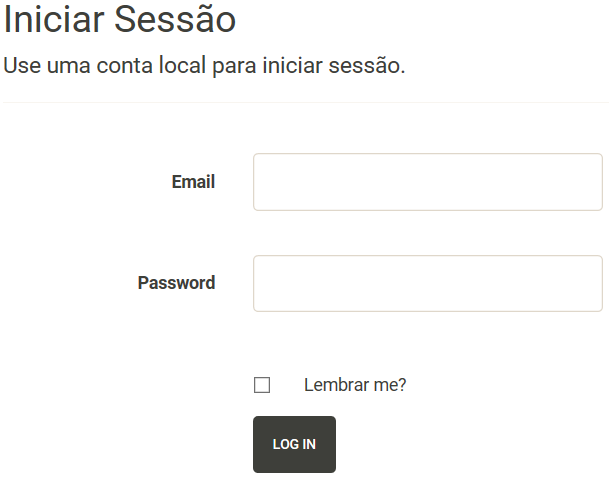 Iniciar Sessão
Use uma conta local para iniciar sessão.
Email
Password
Lembrar me?
LOG IN